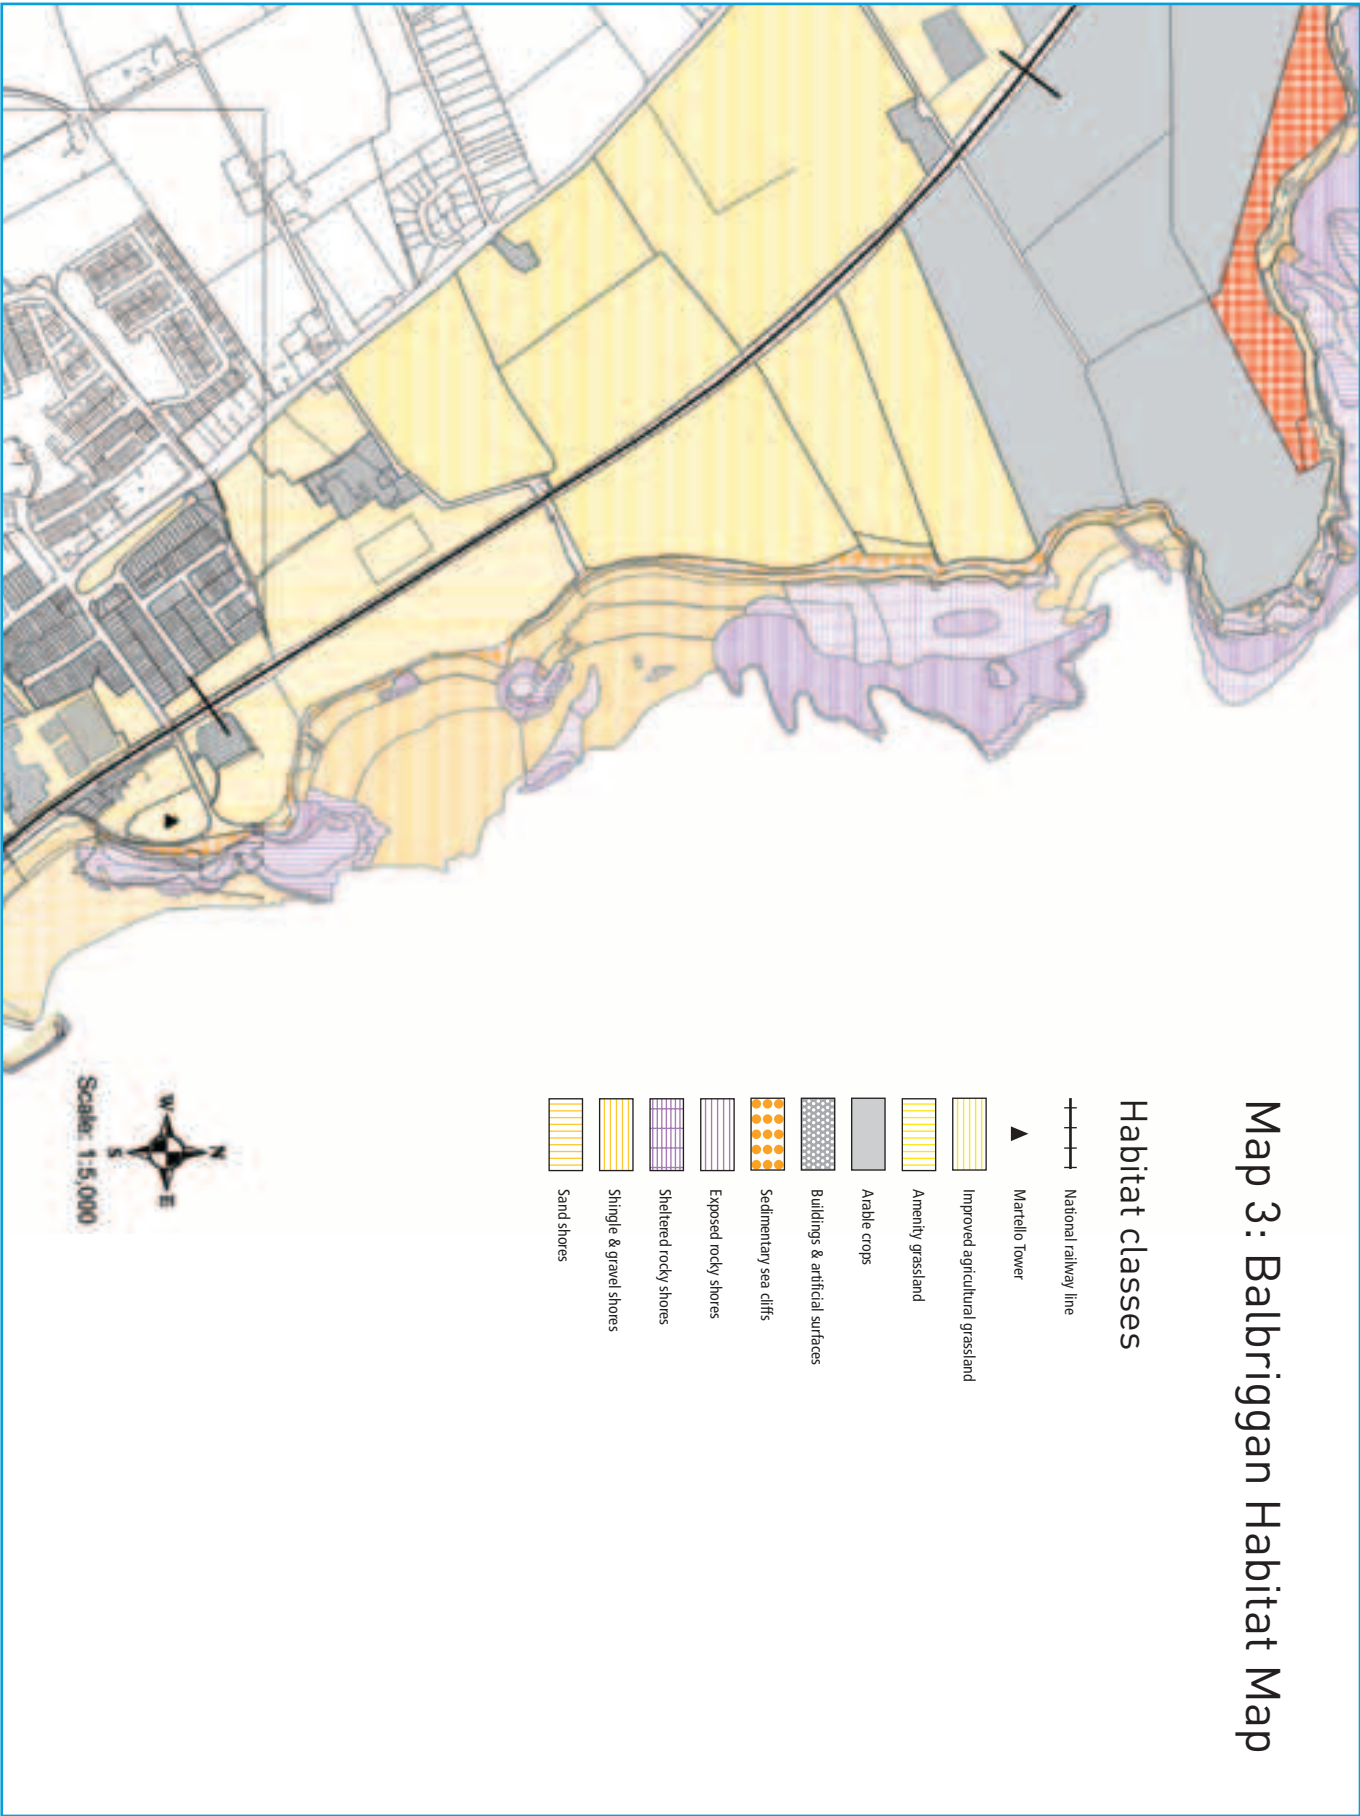 Map 3: Balbriggan Habitat Map
Habitat classes
National railway line
Martello Tower
Improved agricultural grassland
Amenity grassland
Arable crops
Buildings & artificial surfaces
Sedimentary sea cliffs
Exposed rocky shores
Sheltered rocky shores
Shingle & gravel shores
Sand shores
N
W
E
S
Scale: 1:5,000